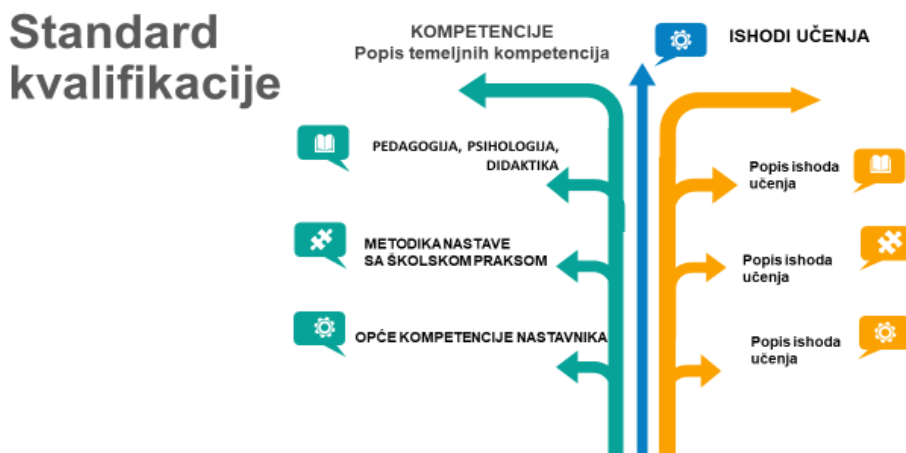 Standard
kvalifikacije
KOMPETENCIJE
Popis temeljnih kompetencija
ISHODI UČENJA
PEDAGOGIJA, PSIHOLOGIJA,
DIDAKTIKA
Popis ishoda
učenja
METODIKA NASTAVE
SA ŠKOLSKOM PRAKSOM
Popis ishoda
učenja
OPĆE KOMPETENCIJE NASTAVNIKA
Popis ishoda
učenja